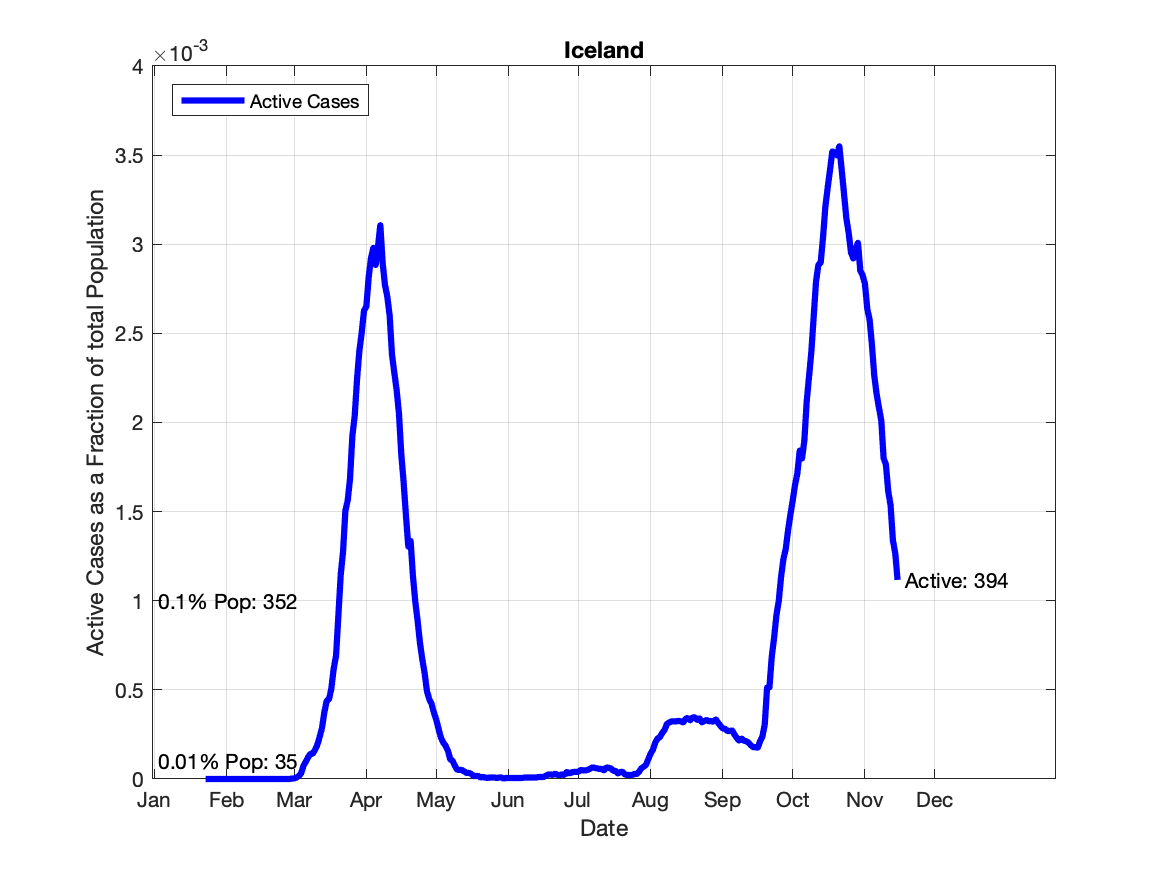 Iceland
×10-3
4
Active Cases
3.5
3
2.5
2
1.5
1
0.5
0
Active Cases as a Fraction of total Population
0.1% Pop: 352
0.01% Pop: 35
Active: 394
Jan Feb Mar Apr May Jun Jul Aug Sep Oct Nov Dec
Date